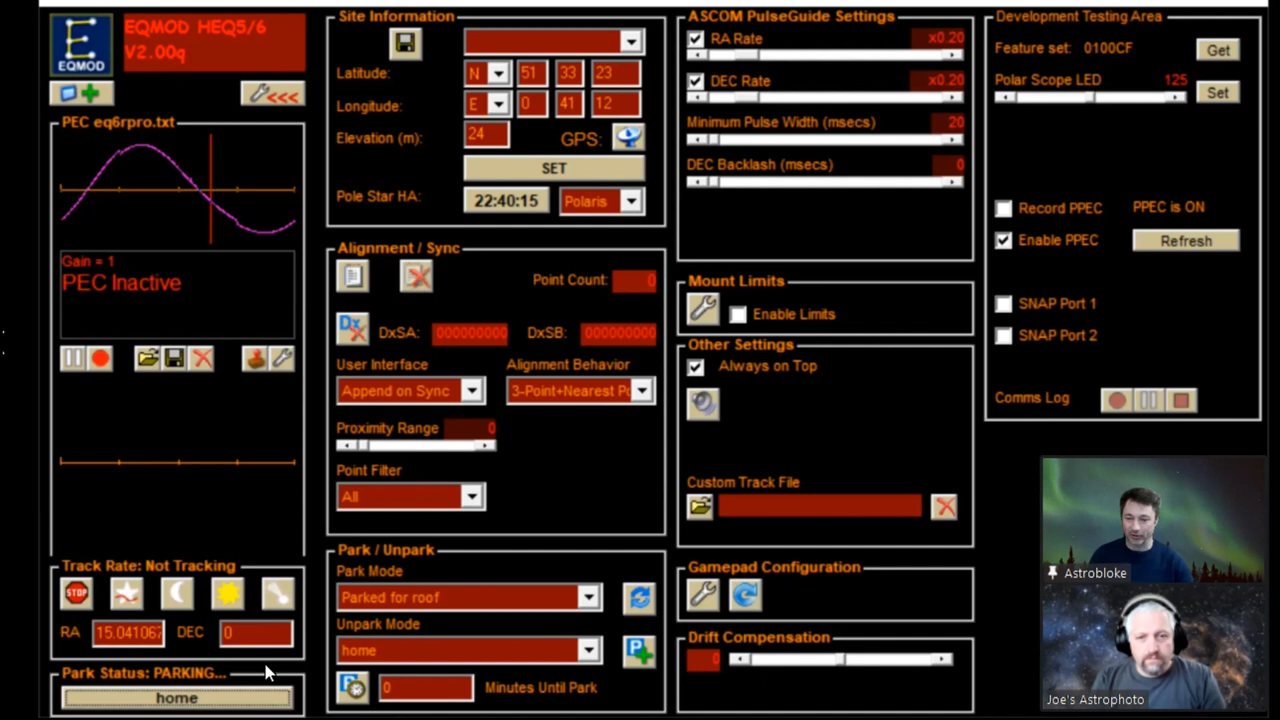 EQMOD
EQMOD HEQ5/6
V2.00q
<<<
PEC eq6rpro.txt
Gain = 1
PEC Inactive
Track Rate: Not Tracking
STOP
RA 15.041067 DEC 0
Park Status: PARKING...
home
Site Information
Latitude: N 51 33 23
Longitude: E 0 41 12
Elevation (m): 24 GPS:
SET
Pole Star HA: 22:40:15 Polaris
Alignment / Sync
Point Count: 0
Dx DxSA: 000000000 DxSB: 000000000
User Interface Alignment Behavior
Append on Sync 3-Point+Nearest Po
Proximity Range 0
Point Filter
All
Park / Unpark
Park Mode
Parked for roof
Unpark Mode
home
P
P 0 Minutes Until Park
ASCOM PulseGuide Settings
RA Rate x0.20
DEC Rate x0.20
Minimum Pulse Width (msecs) 20
DEC Backlash (msecs) 0
Mount Limits
Enable Limits
Other Settings
Always on Top
Custom Track File
Gamepad Configuration
Drift Compensation
0
Development Testing Area
Feature set: 0100CF Get
Polar Scope LED 125
Set
Record PPEC PPEC is ON
Enable PPEC Refresh
SNAP Port 1
SNAP Port 2
Comms Log
Astrobloke
Joe's Astrophoto